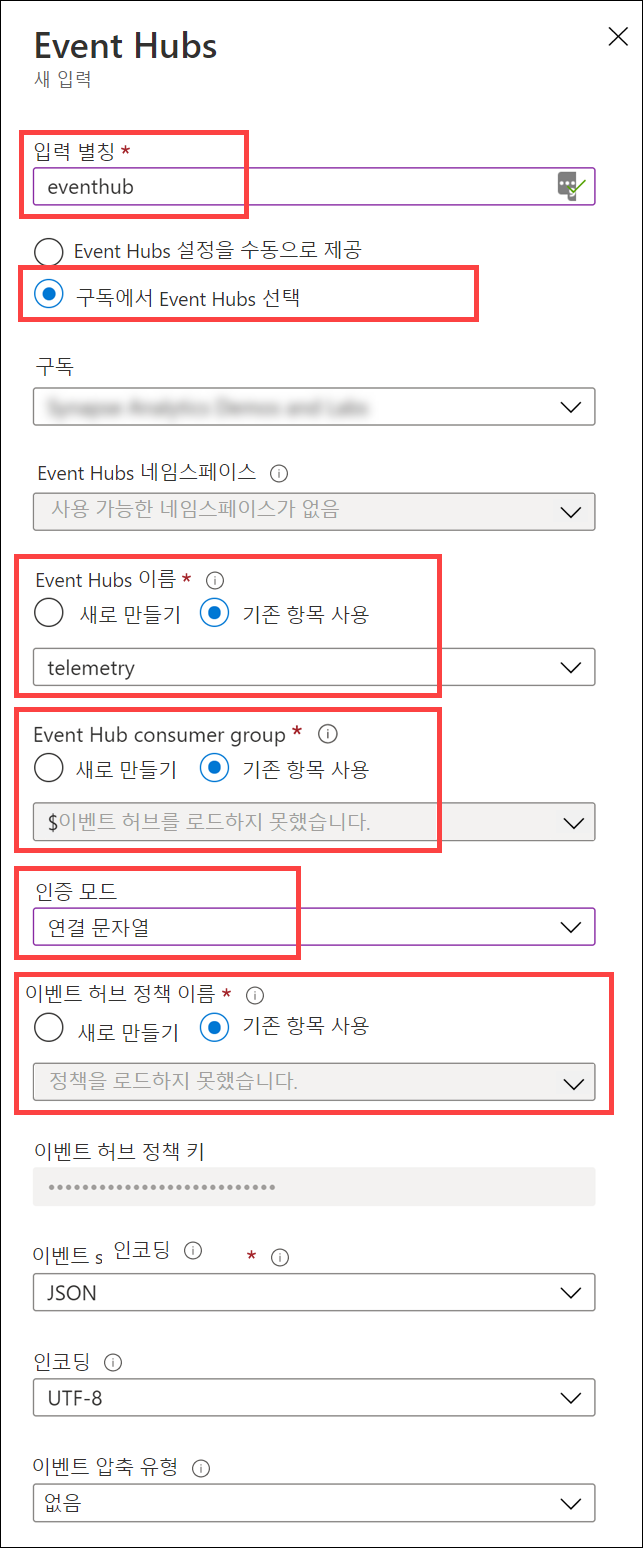 Event Hubs
새 입력
입력 별칭 *
eventhub
Event Hubs 설정을 수동으로 제공
구독에서 Event Hubs 선택
구독
Event Hubs 네임스페이스
사용 가능한 네임스페이스가 없음
Event Hubs 이름 *
새로 만들기 기존 항목 사용
telemetry
Event Hub consumer group *
새로 만들기 기존 항목 사용
$이벤트 허브를 로드하지 못했습니다.
인증 모드
연결 문자열
이벤트 허브 정책 이름 *
새로 만들기 기존 항목 사용
정책을 로드하지 못했습니다.
이벤트 허브 정책 키
이벤트 s 인코딩 *
JSON
인코딩
UTF-8
이벤트 압축 유형
없음